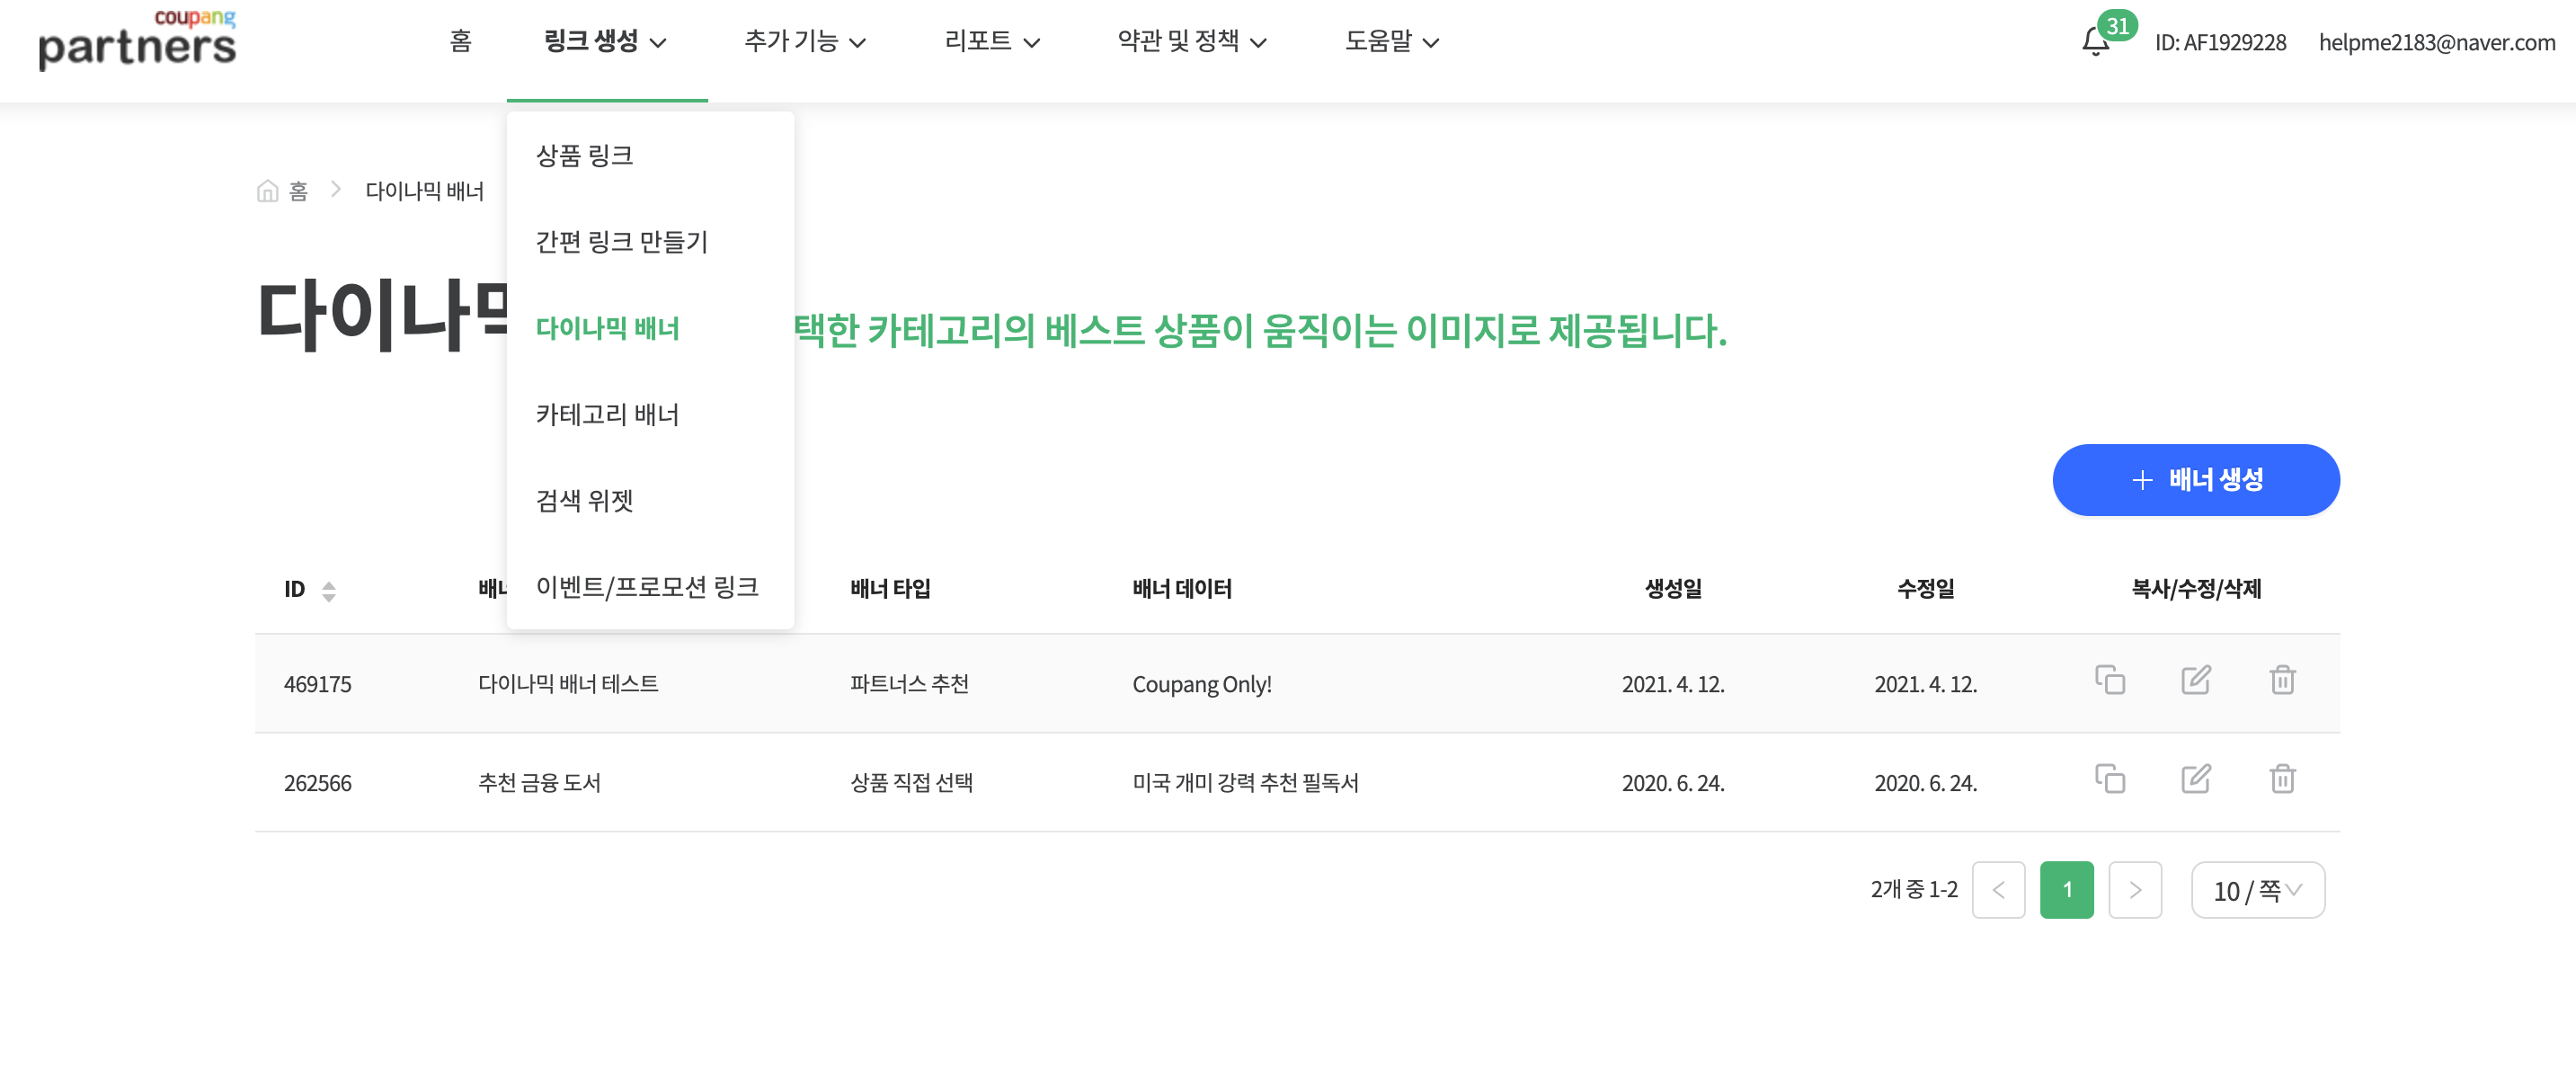 coupang
partners
홈
링크 생성
추가 기능
리포트
약관 및 정책
도움말
31
ID: AF1929228
helpme2183@naver.com
상품 링크
간편 링크 만들기
다이나믹 배너
카테고리 배너
검색 위젯
이벤트/프로모션 링크
홈 > 다이나믹 배너
다이나믹
택한 카테고리의 베스트 상품이 움직이는 이미지로 제공됩니다.
+ 배너 생성
ID 배너 타입 배너 데이터 생성일 수정일 복사/수정/삭제
469175 다이나믹 배너 테스트 파트너스 추천 Coupang Only! 2021. 4. 12. 2021. 4. 12.
262566 추천 금융 도서 상품 직접 선택 미국 개미 강력 추천 필독서 2020. 6. 24. 2020. 6. 24.
2개 중 1-2 < 1 > 10 / 쪽